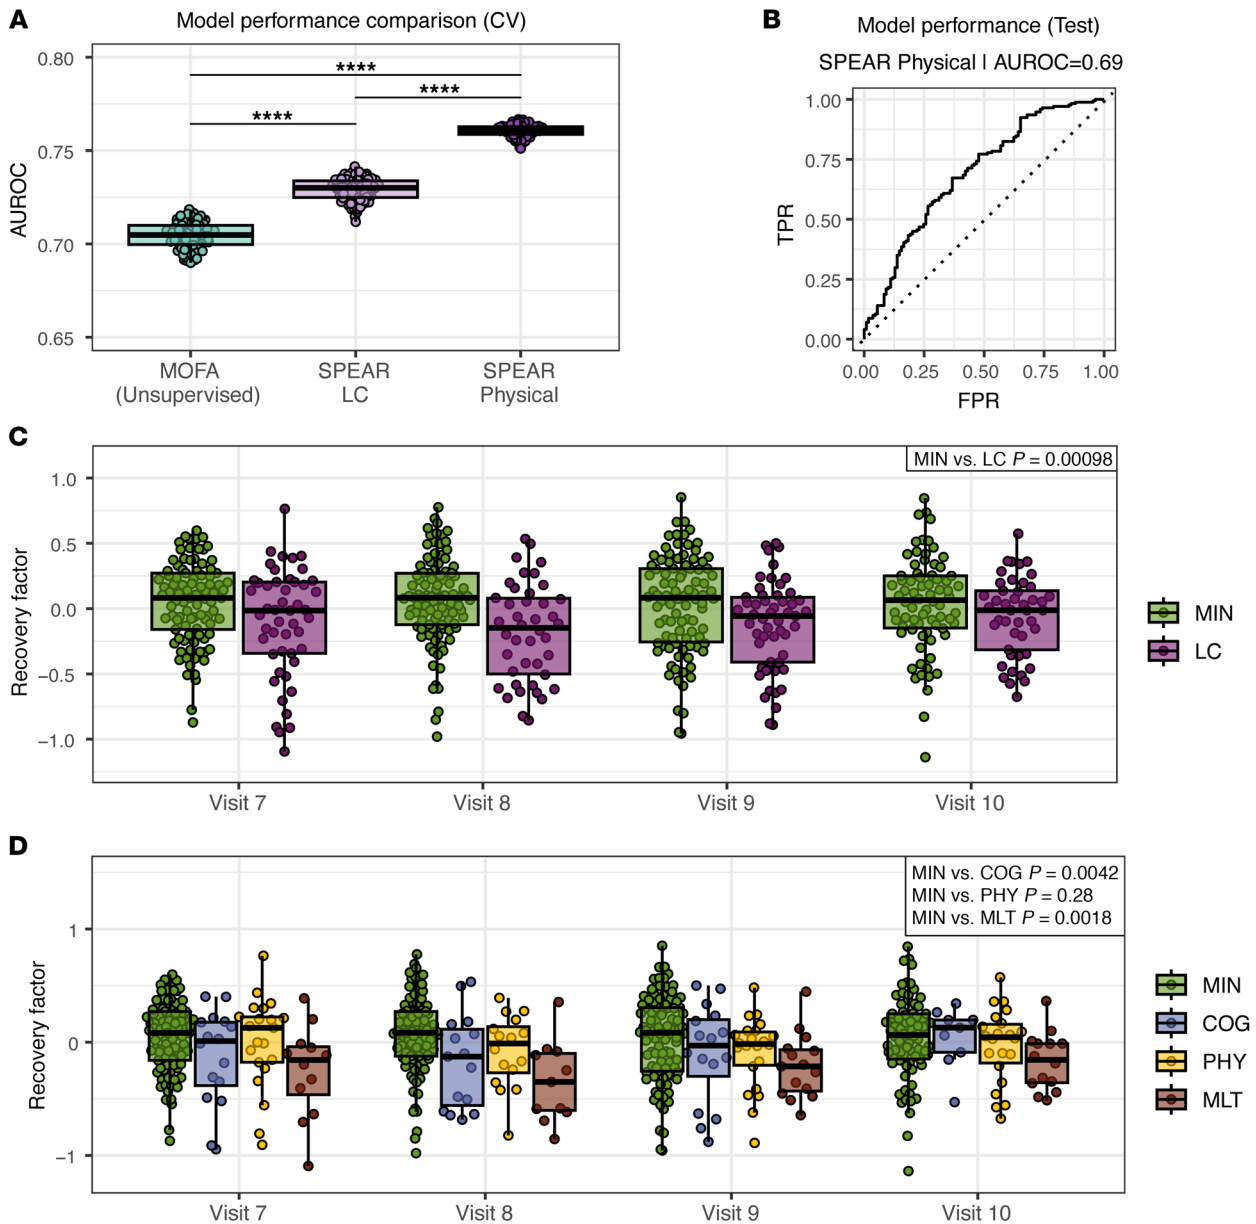 A
Model performance comparison (CV)
AUROC
0.80
0.75
0.70
0.65
****
****
****
MOFA
(Unsupervised)
SPEAR
LC
SPEAR
Physical
B
Model performance (Test)
SPEAR Physical | AUROC=0.69
TPR
1.00
0.75
0.50
0.25
0.00
0.00 0.25 0.50 0.75 1.00
FPR
C
MIN vs. LC P = 0.00098
Recovery factor
1.0
0.5
0.0
−0.5
−1.0
Visit 7 Visit 8 Visit 9 Visit 10
MIN
LC
D
MIN vs. COG P = 0.0042
MIN vs. PHY P = 0.28
MIN vs. MLT P = 0.0018
Recovery factor
1
0
−1
Visit 7 Visit 8 Visit 9 Visit 10
MIN
COG
PHY
MLT